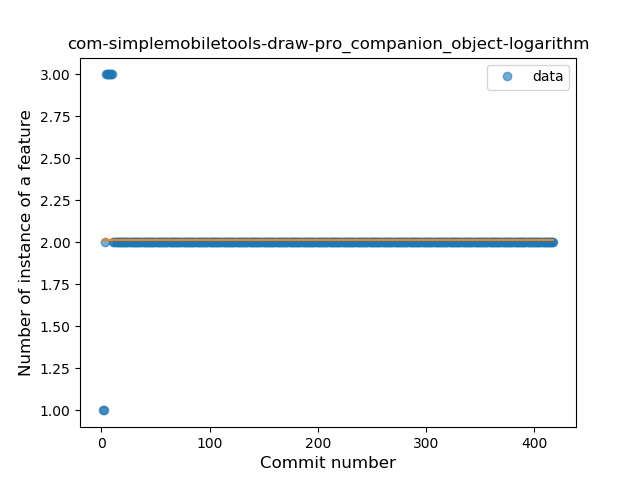 com-simplemobiletools-draw-pro_companion_object-logarithm
data
Number of instance of a feature
3.00
2.75
2.50
2.25
2.00
1.75
1.50
1.25
1.00
0 100 200 300 400
Commit number